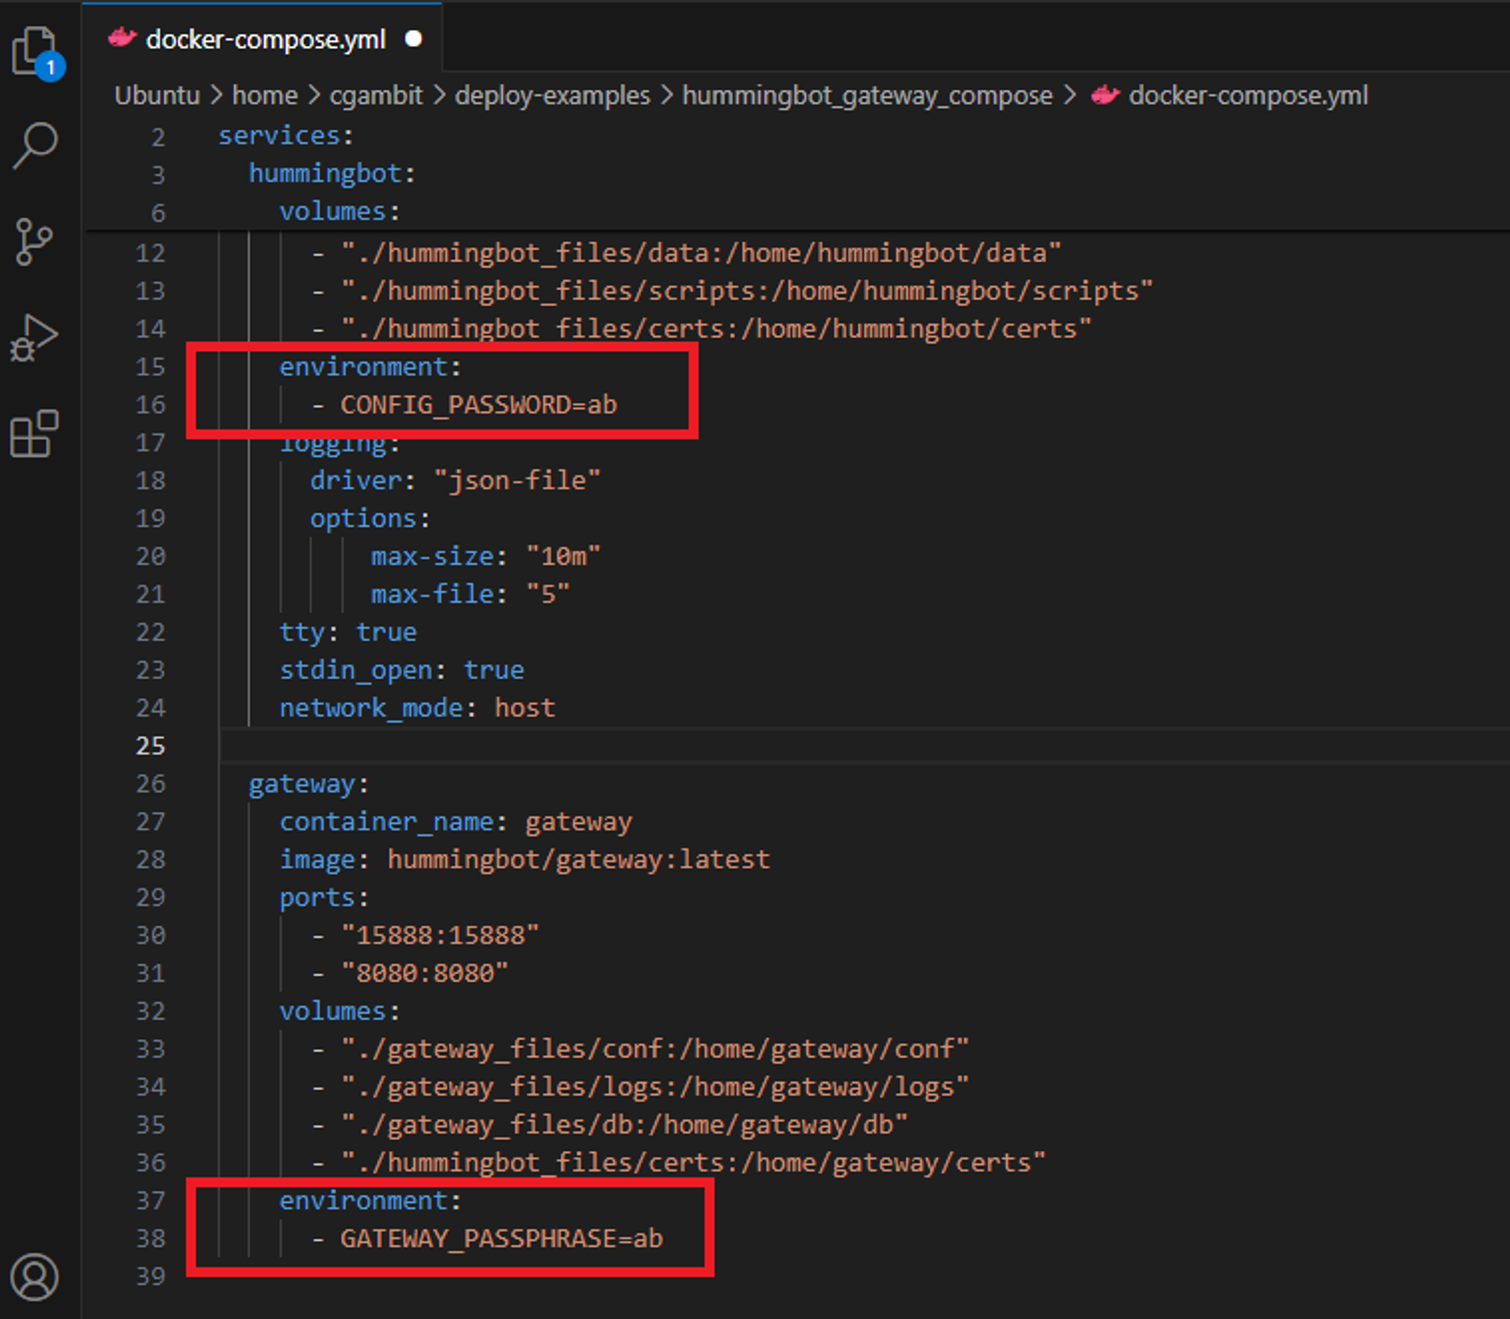 docker-compose.yml
1
Ubuntu > home > cgambit > deploy-examples > hummingbot_gateway_compose > docker-compose.yml
2 services:
3 hummingbot:
6 volumes:
12 - "./hummingbot_files/data:/home/hummingbot/data"
13 - "./hummingbot_files/scripts:/home/hummingbot/scripts"
14 - "./hummingbot_files/certs:/home/hummingbot/certs"
15 environment:
16 - CONFIG_PASSWORD=ab
17 logging:
18 driver: "json-file"
19 options:
20 max-size: "10m"
21 max-file: "5"
22 tty: true
23 stdin_open: true
24 network_mode: host
25
26 gateway:
27 container_name: gateway
28 image: hummingbot/gateway:latest
29 ports:
30 - "15888:15888"
31 - "8080:8080"
32 volumes:
33 - "./gateway_files/conf:/home/gateway/conf"
34 - "./gateway_files/logs:/home/gateway/logs"
35 - "./gateway_files/db:/home/gateway/db"
36 - "./hummingbot_files/certs:/home/gateway/certs"
37 environment:
38 - GATEWAY_PASSPHRASE=ab
39